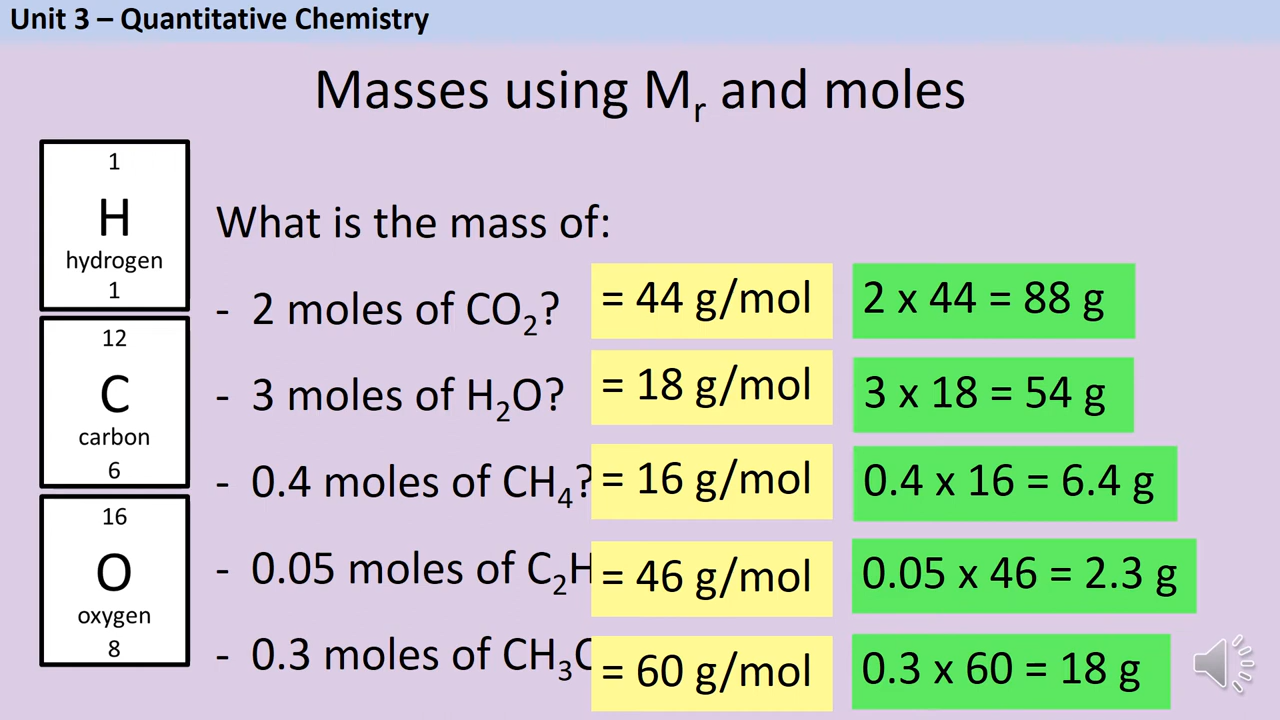 Unit 3 – Quantitative Chemistry
Masses using Mᵣ and moles
1
H
hydrogen
1
12
C
carbon
6
16
O
oxygen
8
What is the mass of:
- 2 moles of CO₂? = 44 g/mol 2 x 44 = 88 g
- 3 moles of H₂O? = 18 g/mol 3 x 18 = 54 g
- 0.4 moles of CH₄? = 16 g/mol 0.4 x 16 = 6.4 g
- 0.05 moles of C₂H = 46 g/mol 0.05 x 46 = 2.3 g
- 0.3 moles of CH₃ = 60 g/mol 0.3 x 60 = 18 g